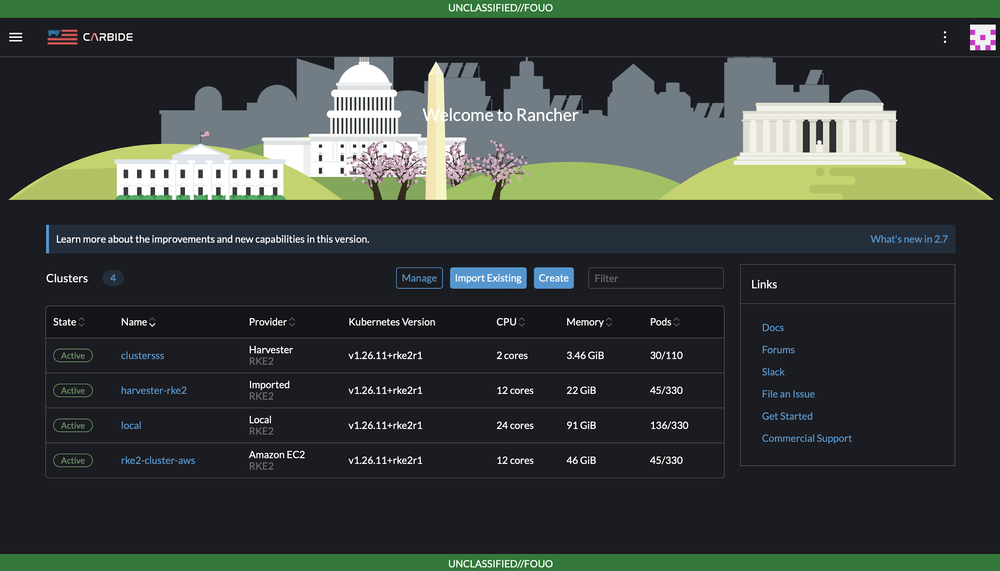 UNCLASSIFIED//FOUO
CARBIDE
Welcome to Rancher
Learn more about the improvements and new capabilities in this version.
What's new in 2.7
Clusters 4
Manage
Import Existing
Create
Filter
State Name Provider Kubernetes Version CPU Memory Pods
Active clustersss Harvester RKE2 v1.26.11+rke2r1 2 cores 3.46 GiB 30/110
Active harvester-rke2 Imported RKE2 v1.26.11+rke2r1 12 cores 22 GiB 45/330
Active local Local RKE2 v1.26.11+rke2r1 24 cores 91 GiB 136/330
Active rke2-cluster-aws Amazon EC2 RKE2 v1.26.11+rke2r1 12 cores 46 GiB 45/330
Links
Docs
Forums
Slack
File an Issue
Get Started
Commercial Support
UNCLASSIFIED//FOUO